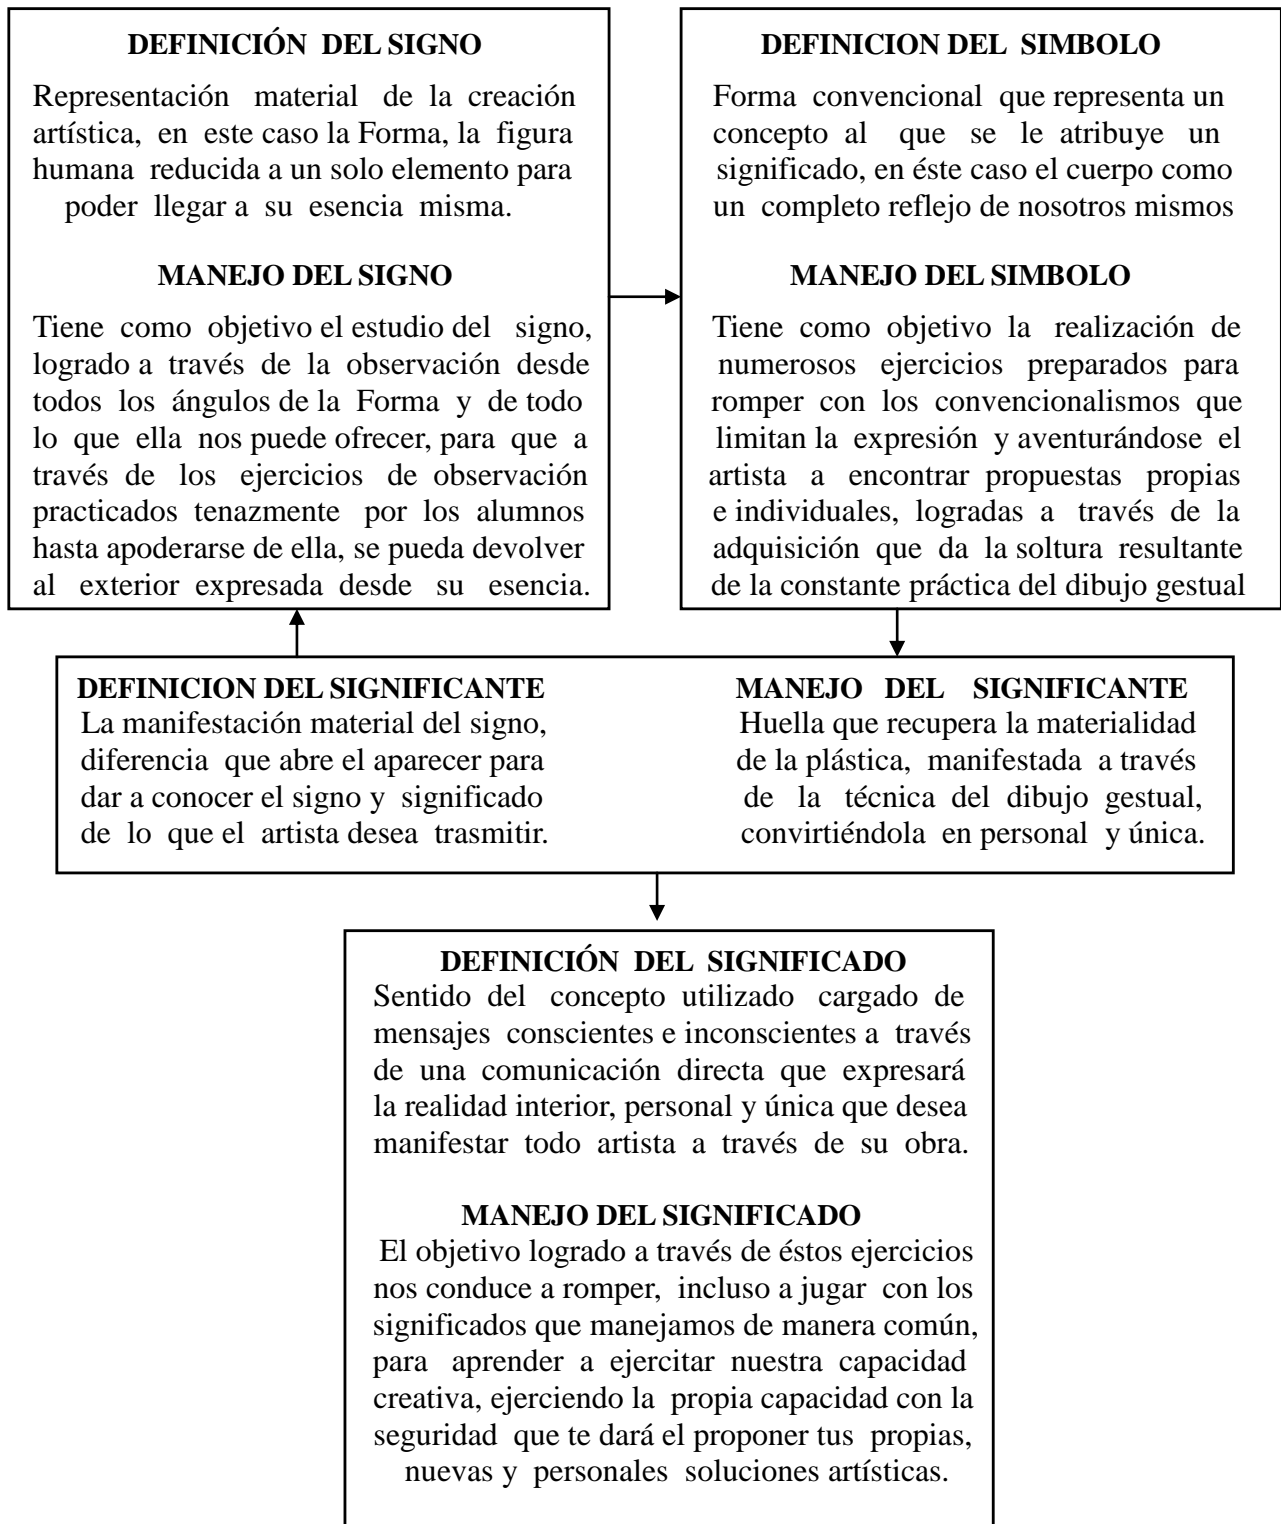 DEFINICIÓN DEL SIGNO
Representación material de la creación
artística, en este caso la Forma, la figura
humana reducida a un solo elemento para
poder llegar a su esencia misma.
MANEJO DEL SIGNO
Tiene como objetivo el estudio del signo,
logrado a través de la observación desde
todos los ángulos de la Forma y de todo
lo que ella nos puede ofrecer, para que a
través de los ejercicios de observación
practicados tenazmente por los alumnos
hasta apoderarse de ella, se pueda devolver
al exterior expresada desde su esencia.
DEFINICION DEL SIMBOLO
Forma convencional que representa un
concepto al que se le atribuye un
significado, en éste caso el cuerpo como
un completo reflejo de nosotros mismos
MANEJO DEL SIMBOLO
Tiene como objetivo la realización de
numerosos ejercicios preparados para
romper con los convencionalismos que
limitan la expresión y aventurándose el
artista a encontrar propuestas propias
e individuales, logradas a través de la
adquisición que da la soltura resultante
de la constante práctica del dibujo gestual
DEFINICION DEL SIGNIFICANTE
La manifestación material del signo,
diferencia que abre el aparecer para
dar a conocer el signo y significado
de lo que el artista desea trasmitir.
MANEJO DEL SIGNIFICANTE
Huella que recupera la materialidad
de la plástica, manifestada a través
de la técnica del dibujo gestual,
convirtiéndola en personal y única.
DEFINICIÓN DEL SIGNIFICADO
Sentido del concepto utilizado cargado de
mensajes conscientes e inconscientes a través
de una comunicación directa que expresará
la realidad interior, personal y única que desea
manifestar todo artista a través de su obra.
MANEJO DEL SIGNIFICADO
El objetivo logrado a través de éstos ejercicios
nos conduce a romper, incluso a jugar con los
significados que manejamos de manera común,
para aprender a ejercitar nuestra capacidad
creativa, ejerciendo la propia capacidad con la
seguridad que te dará el proponer tus propias,
nuevas y personales soluciones artísticas.